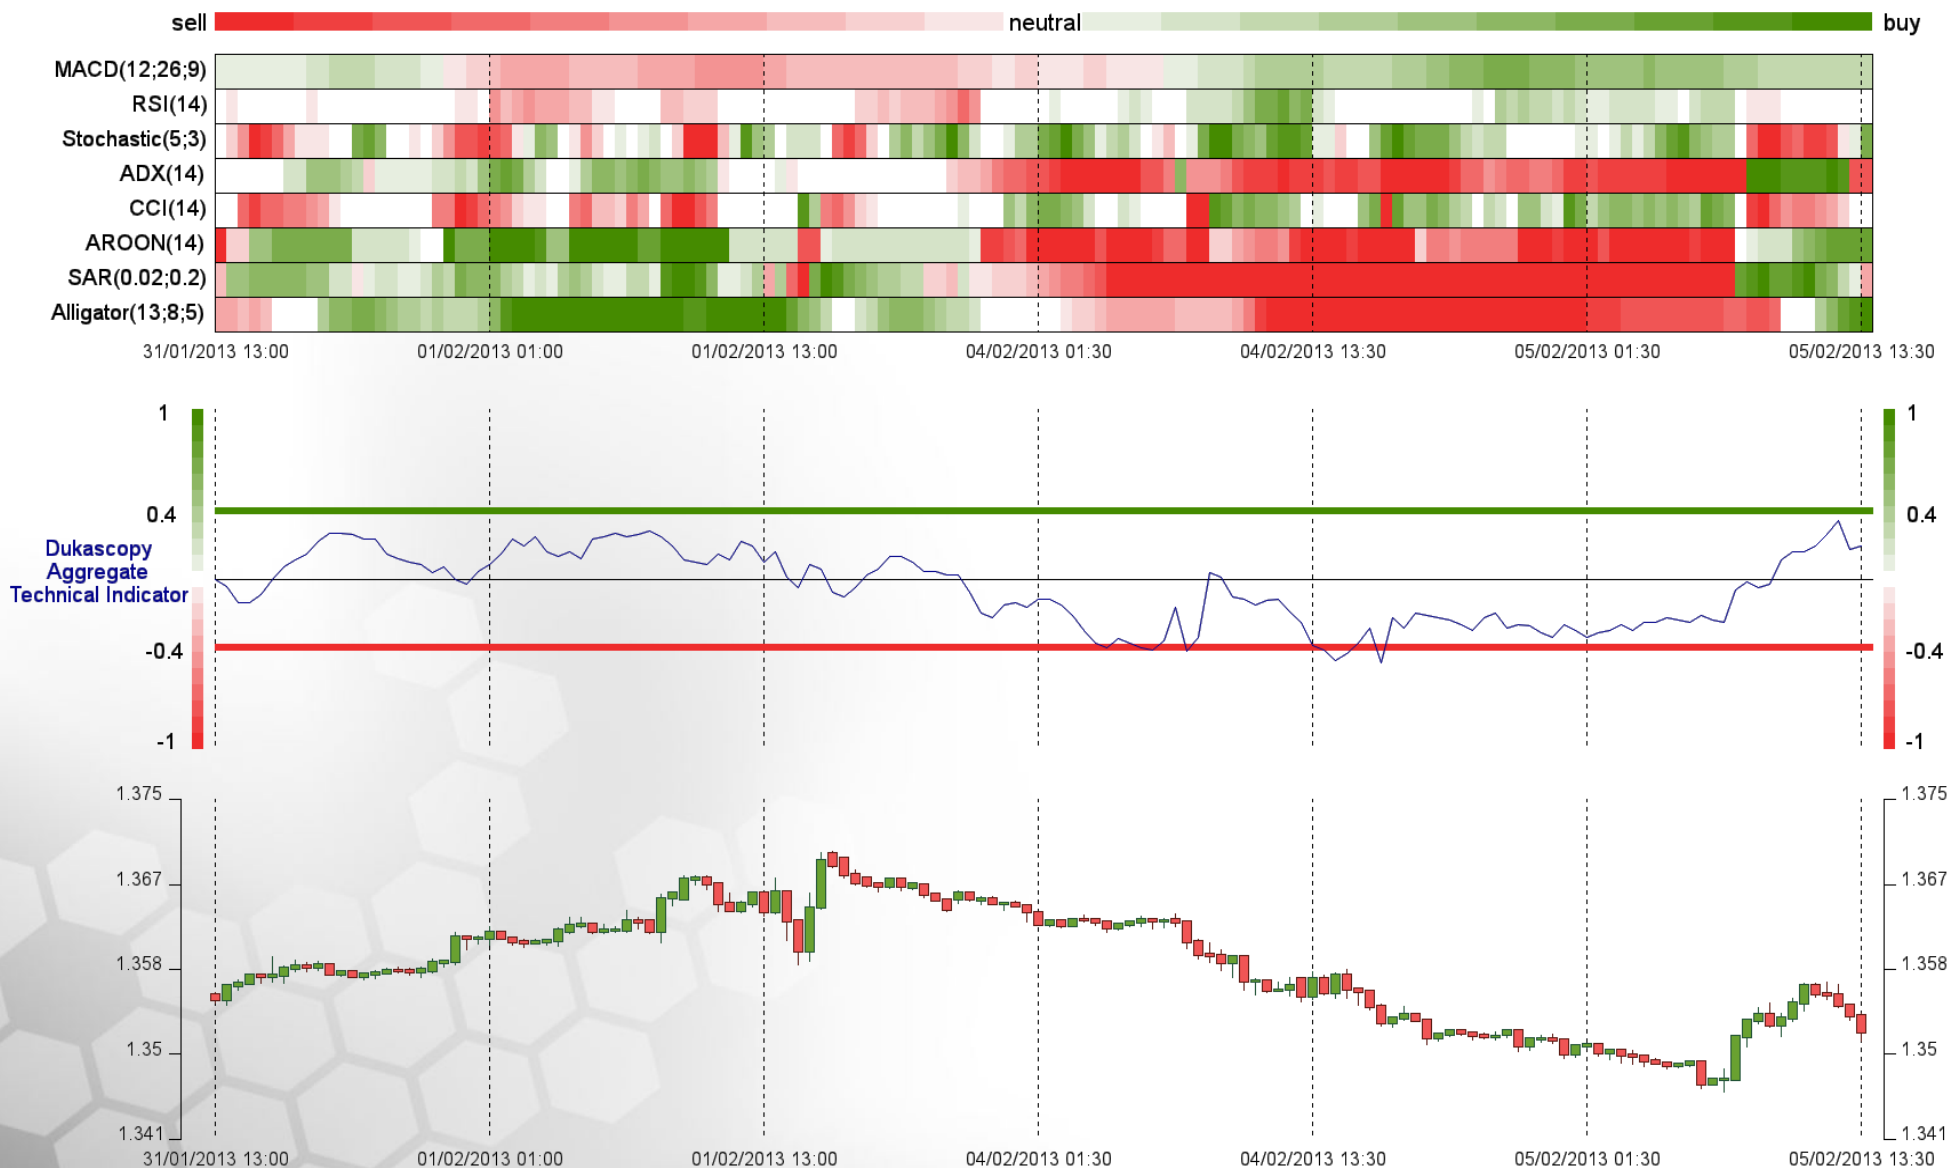 sell neutral buy
MACD(12;26;9)
RSI(14)
Stochastic(5;3)
ADX(14)
CCI(14)
AROON(14)
SAR(0.02;0.2)
Alligator(13;8;5)
31/01/2013 13:00 01/02/2013 01:00 01/02/2013 13:00 04/02/2013 01:30 04/02/2013 13:30 05/02/2013 01:30 05/02/2013 13:30
1 1
0.4 0.4
Dukascopy
Aggregate
Technical Indicator
-0.4 -0.4
-1 -1
1.375 1.375
1.367 1.367
1.358 1.358
1.35 1.35
1.341 1.341
31/01/2013 13:00 01/02/2013 01:00 01/02/2013 13:00 04/02/2013 01:30 04/02/2013 13:30 05/02/2013 01:30 05/02/2013 13:30